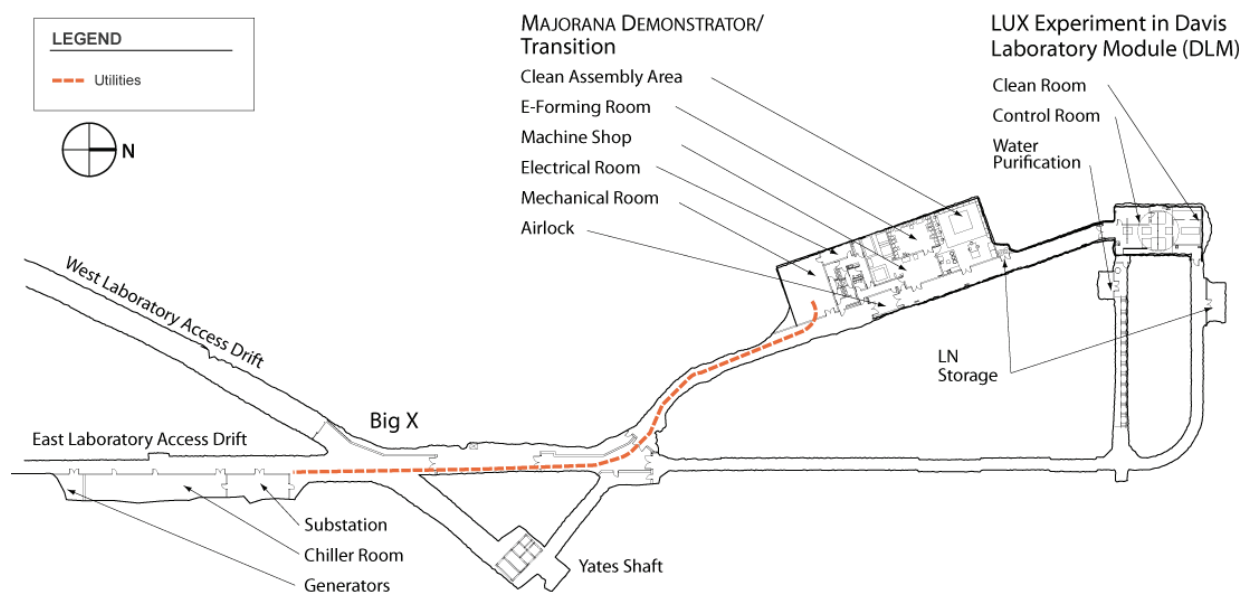 LEGEND
Utilities
N
MAJORANA DEMONSTRATOR/
Transition
Clean Assembly Area
E-Forming Room
Machine Shop
Electrical Room
Mechanical Room
Airlock
LUX Experiment in Davis
Laboratory Module (DLM)
Clean Room
Control Room
Water
Purification
LN
Storage
West Laboratory Access Drift
Big X
East Laboratory Access Drift
Substation
Chiller Room
Generators
Yates Shaft